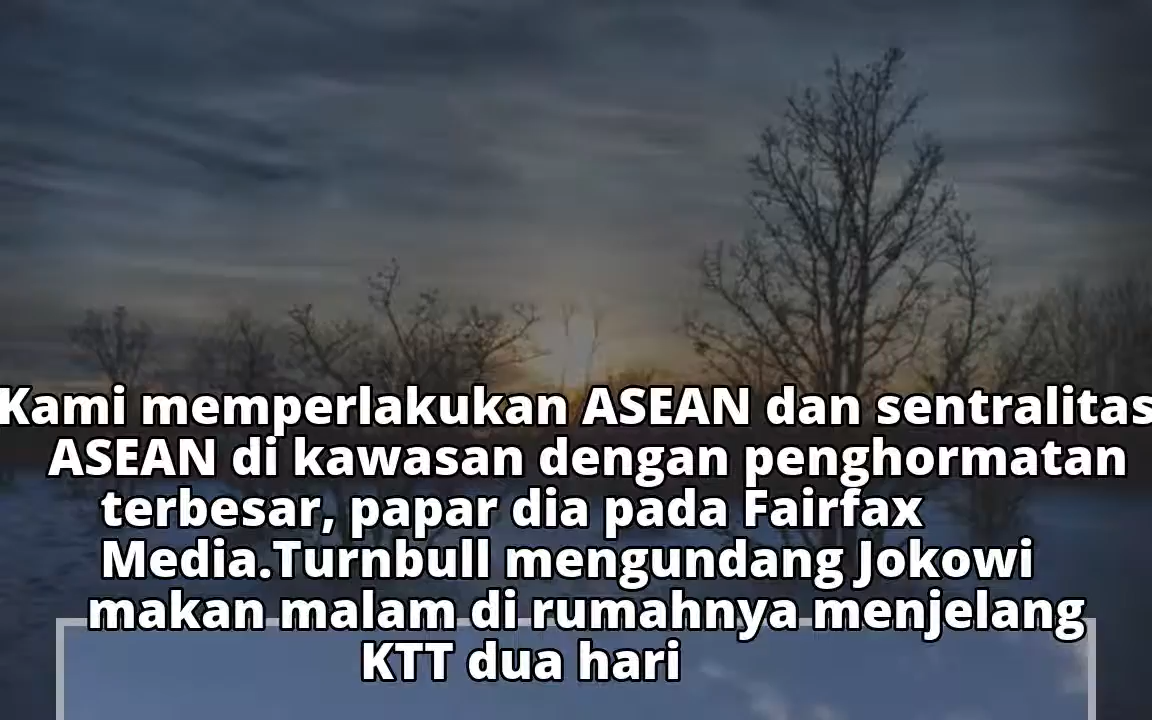 Kami memperlakukan ASEAN dan sentralitas
ASEAN di kawasan dengan penghormatan
terbesar, papar dia pada Fairfax
Media.Turnbull mengundang Jokowi
makan malam di rumahnya menjelang
KTT dua hari